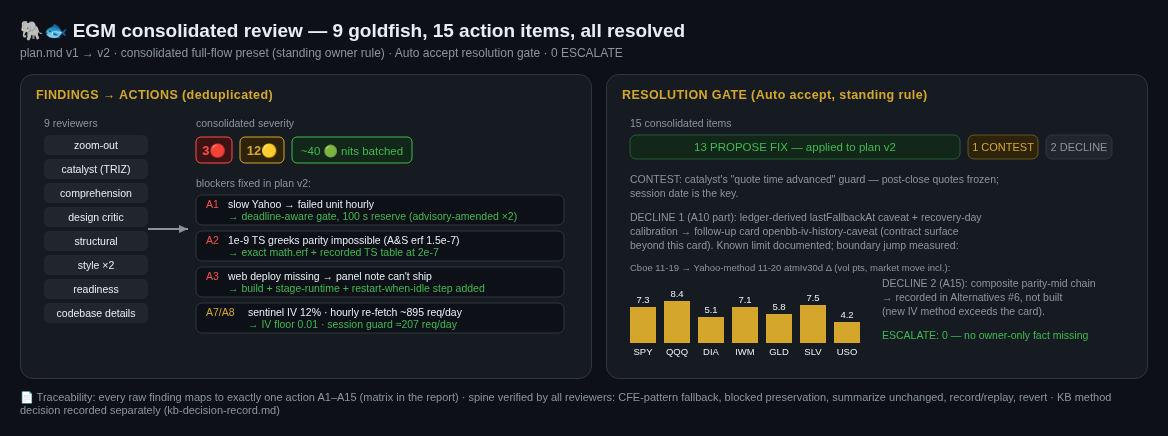 🐘🐟 EGM consolidated review — 9 goldfish, 15 action items, all resolved
plan.md v1 → v2 · consolidated full-flow preset (standing owner rule) · Auto accept resolution gate · 0 ESCALATE
FINDINGS → ACTIONS (deduplicated)
9 reviewers
zoom-out
catalyst (TRIZ)
comprehension
design critic
structural
style ×2
readiness
codebase details
consolidated severity
3🔴 12🟡 ~40 🟢 nits batched
blockers fixed in plan v2:
A1 slow Yahoo → failed unit hourly
→ deadline-aware gate, 100 s reserve (advisory-amended ×2)
A2 1e-9 TS greeks parity impossible (A&S erf 1.5e-7)
→ exact math.erf + recorded TS table at 2e-7
A3 web deploy missing → panel note can't ship
→ build + stage-runtime + restart-when-idle step added
A7/A8 sentinel IV 12% · hourly re-fetch ~895 req/day
→ IV floor 0.01 · session guard ≈207 req/day
RESOLUTION GATE (Auto accept, standing rule)
15 consolidated items
13 PROPOSE FIX — applied to plan v2 1 CONTEST 2 DECLINE
CONTEST: catalyst's "quote time advanced" guard — post-close quotes frozen;
session date is the key.
DECLINE 1 (A10 part): ledger-derived lastFallbackAt caveat + recovery-day
calibration → follow-up card openbb-iv-history-caveat (contract surface
beyond this card). Known limit documented; boundary jump measured:
Cboe 11-19 → Yahoo-method 11-20 atmIv30d Δ (vol pts, market move incl.):
7.3 8.4 5.1 7.1 5.8 7.5 4.2
SPY QQQ DIA IWM GLD SLV USO
DECLINE 2 (A15): composite parity-mid chain
→ recorded in Alternatives #6, not built
(new IV method exceeds the card).
ESCALATE: 0 — no owner-only fact missing
📄 Traceability: every raw finding maps to exactly one action A1–A15 (matrix in the report) · spine verified by all reviewers: CFE-pattern fallback, blocked preservation, summarize unchanged, record/replay, revert · KB method
decision recorded separately (kb-decision-record.md)